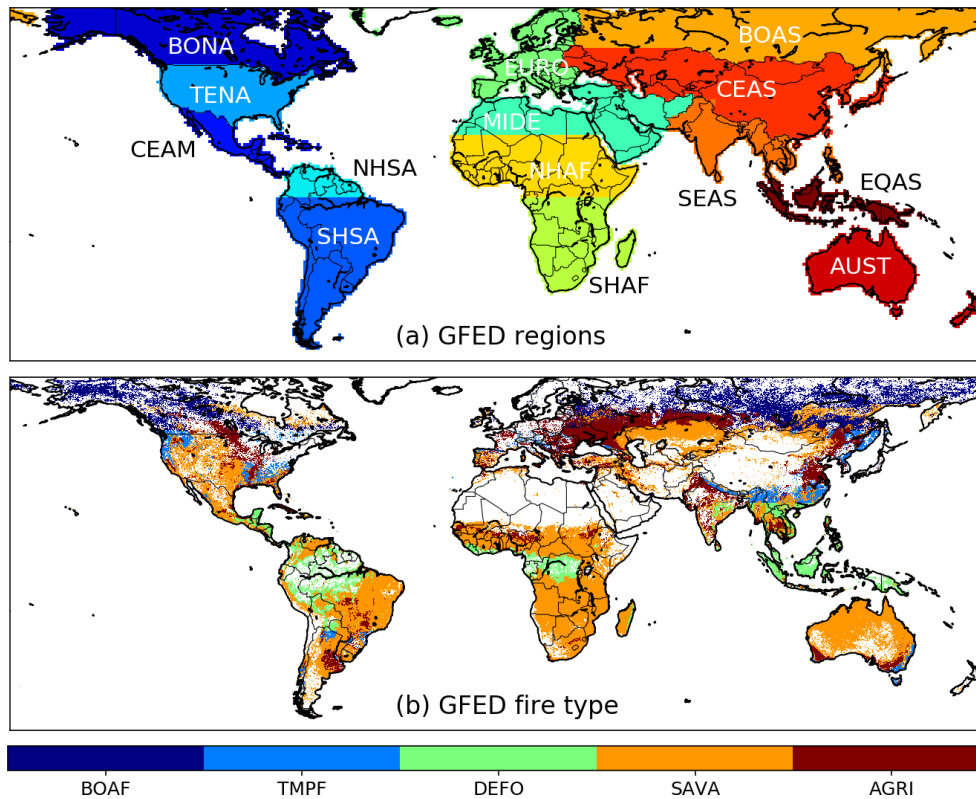 BONA
BOAS
EURO
TENA
CEAS
MIDE
CEAM
NHSA
NHAF
SEAS
EQAS
SHSA
AUST
SHAF
(a) GFED regions
(b) GFED fire type
BOAF
TMPF
DEFO
SAVA
AGRI